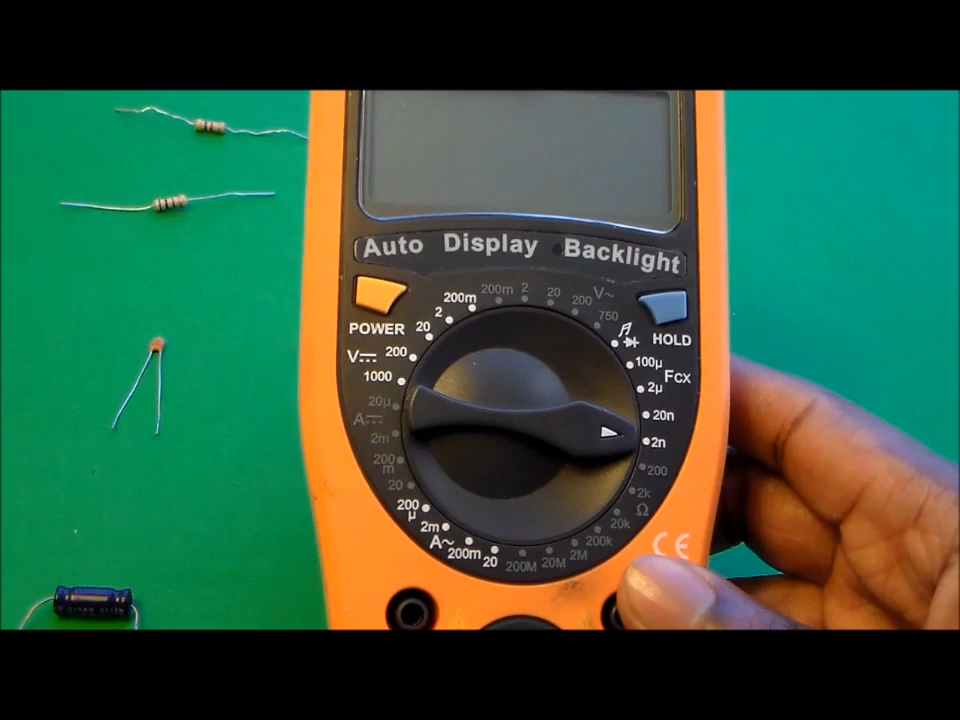 Auto Display Backlight
POWER
HOLD
200m
2
20
200
V⎓
1000
200m
2
20
200
V~
750
100µ
Fcx
2µ
20n
2n
200
2k
Ω
20k
200k
2M
20M
200M
20µ
A⎓
2m
200
m
20
200
µ
2m
A~
200m
20
CE